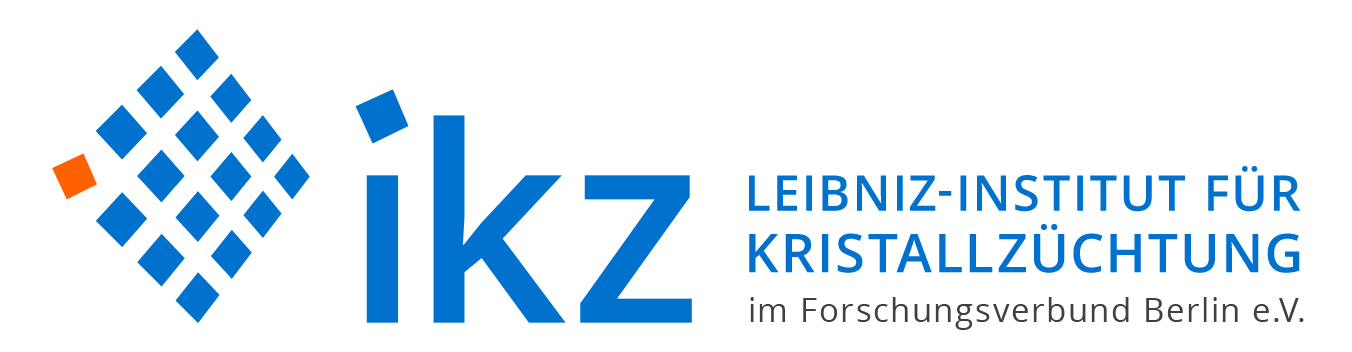 ikz
LEIBNIZ-INSTITUT FÜR
KRISTALLZÜCHTUNG
im Forschungsverbund Berlin e.V.